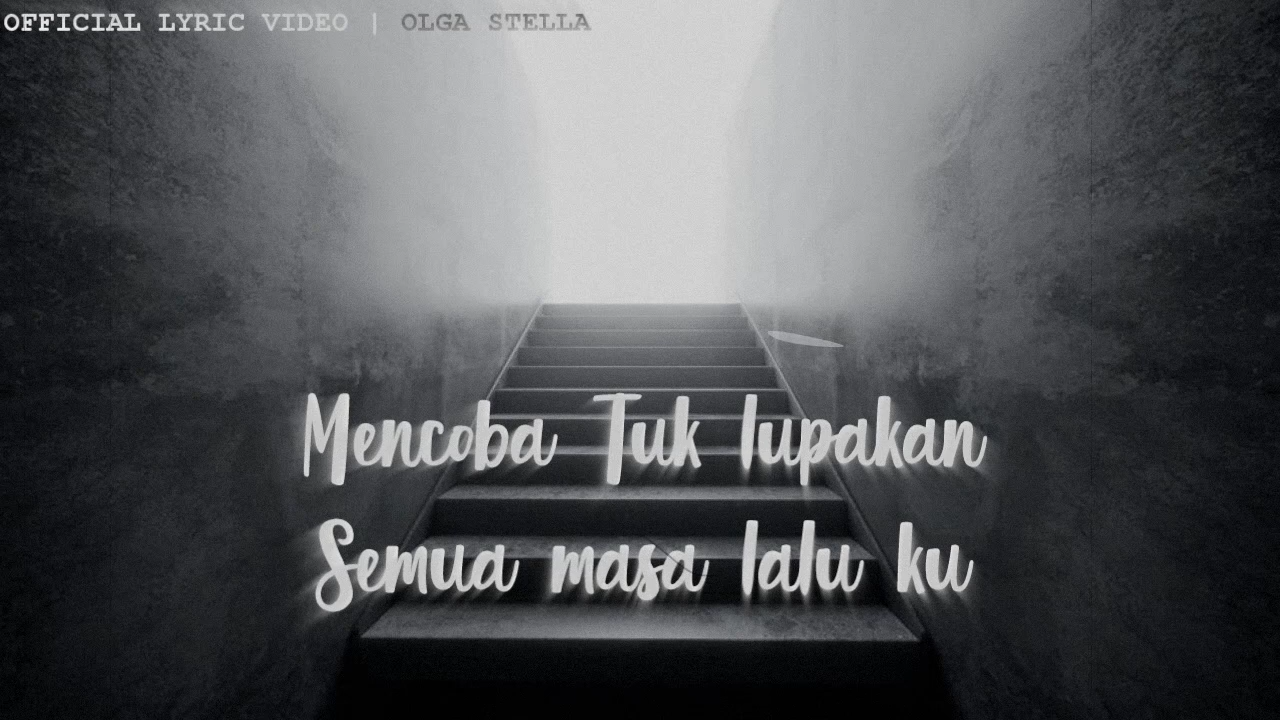 OFFICIAL LYRIC VIDEO | OLGA STELLA
Mencoba Tuk lupakan
Semua masa lalu ku